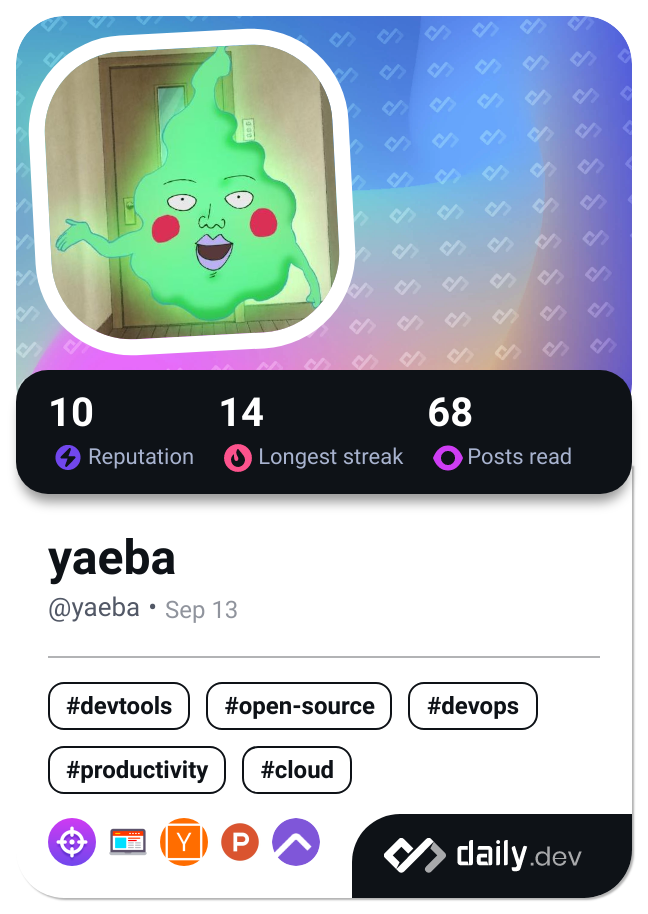 10 14 68
Reputation Longest streak Posts read
yaeba
@yaeba • Sep 13
#devtools #open-source #devops
#productivity #cloud
Y P daily.dev